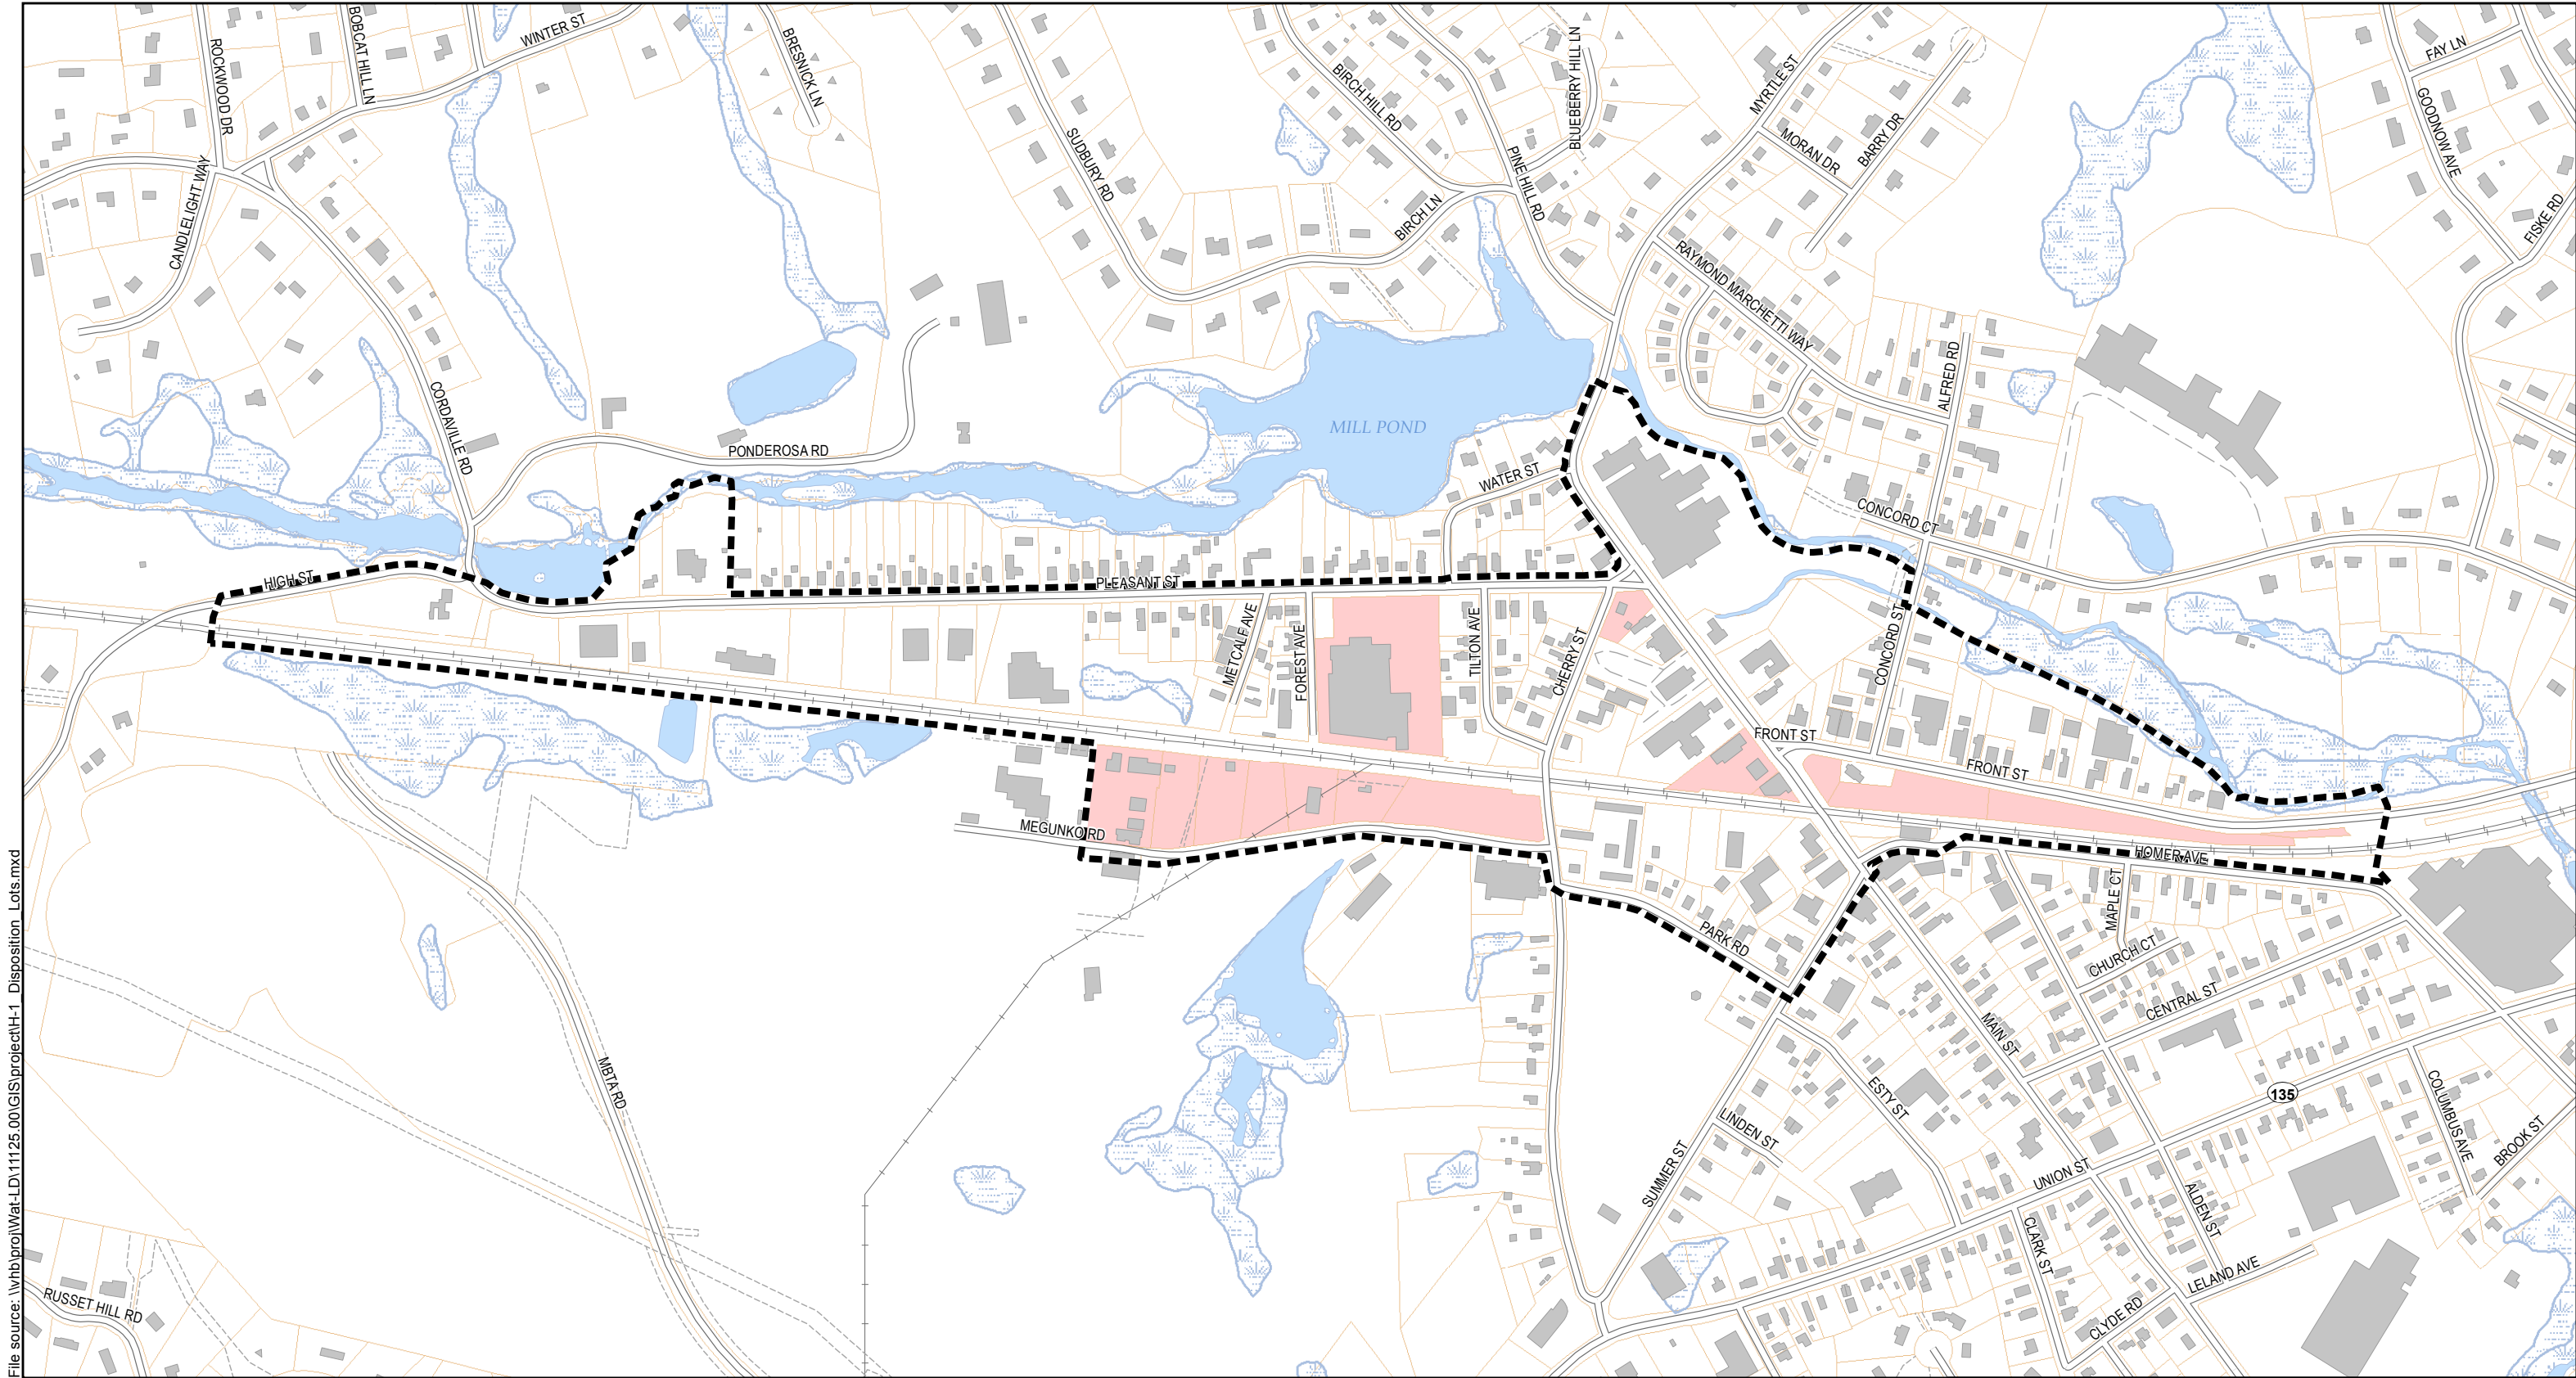 BOBCAT HILL LN
WINTER ST
BRESNICK LN
ROCKWOOD DR
BLUEBERRY HILL LN
FAY LN
BIRCH HILL RD
MYRTLE ST
GOODNOW AVE
SUDBURY RD
MORAN DR
BARRY DR
PINE HILL RD
CANDLELIGHT WAY
BIRCH LN
FISKE RD
RAYMOND MARCHETTI WAY
ALFRED RD
CORDAVILLE RD
MILL POND
PONDEROSA RD
WATER ST
CONCORD CT
HIGH ST
PLEASANT ST
METCALF AVE
FOREST AVE
TILTON AVE
CHERRY ST
CONCORD ST
FRONT ST
FRONT ST
MEGUNKO RD
HOMER AVE
MAPLE CT
PARK RD
CHURCH CT
CENTRAL ST
MAIN ST
MBTA RD
ESTY ST
135
COLUMBUS AVE
LINDEN ST
BROOK ST
SUMMER ST
UNION ST
ALDEN ST
CLARK ST
LELAND AVE
RUSSET HILL RD
CLYDE RD
File source: \\vhb\proj\Wat-LD\11125.00\GIS\project\H-1_Disposition_Lots.mxd